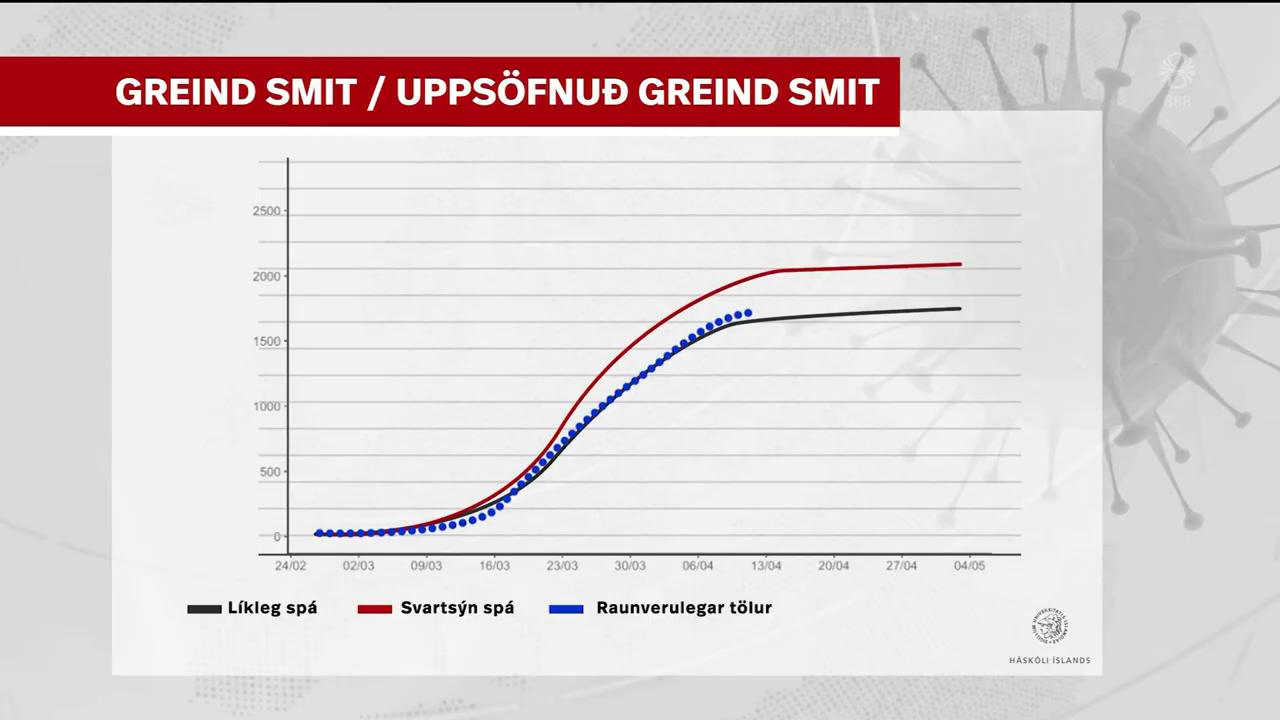 GREIND SMIT / UPPSÖFNUÐ GREIND SMIT
2500
2000
1500
1000
500
0
24/02 02/03 09/03 16/03 23/03 30/03 06/04 13/04 20/04 27/04 04/05
Líkleg spá Svartsýn spá Raunverulegar tölur
HÁSKÓLI ÍSLANDS